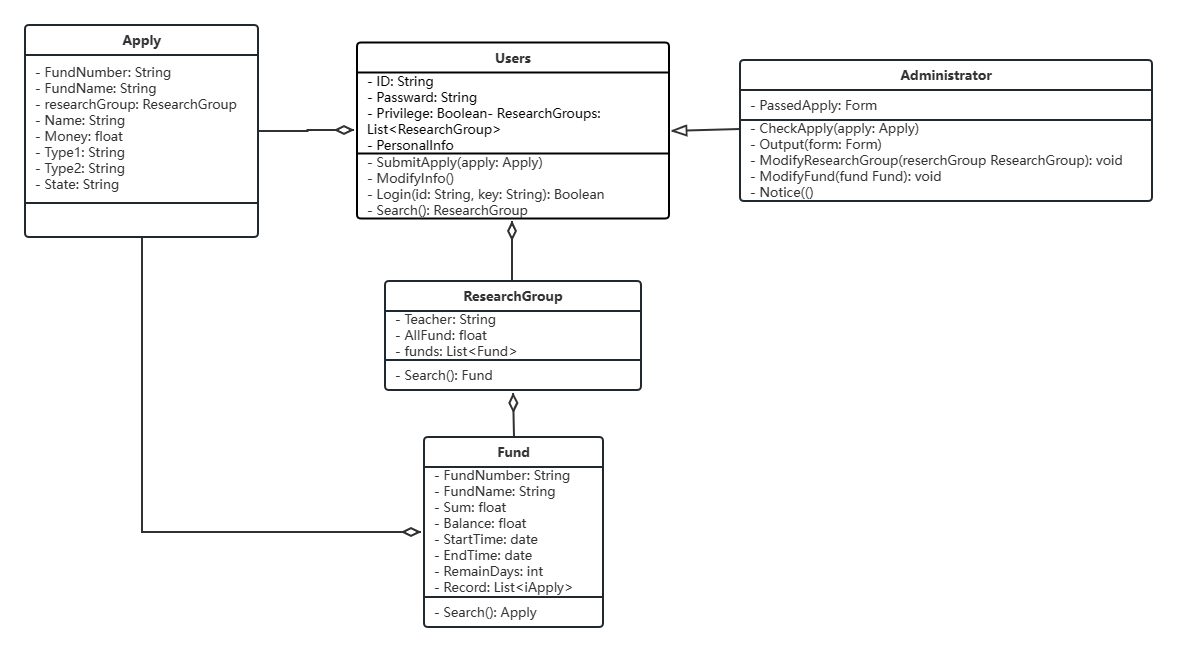 Apply
- FundNumber: String
- FundName: String
- researchGroup: ResearchGroup
- Name: String
- Money: float
- Type1: String
- Type2: String
- State: String
Users
- ID: String
- Passward: String
- Privilege: Boolean- ResearchGroups:
List<ResearchGroup>
- PersonalInfo
- SubmitApply(apply: Apply)
- ModifyInfo()
- Login(id: String, key: String): Boolean
- Search(): ResearchGroup
Administrator
- PassedApply: Form
- CheckApply(apply: Apply)
- Output(form: Form)
- ModifyResearchGroup(reserchGroup ResearchGroup): void
- ModifyFund(fund Fund): void
- Notice(()
ResearchGroup
- Teacher: String
- AllFund: float
- funds: List<Fund>
- Search(): Fund
Fund
- FundNumber: String
- FundName: String
- Sum: float
- Balance: float
- StartTime: date
- EndTime: date
- RemainDays: int
- Record: List<iApply>
- Search(): Apply